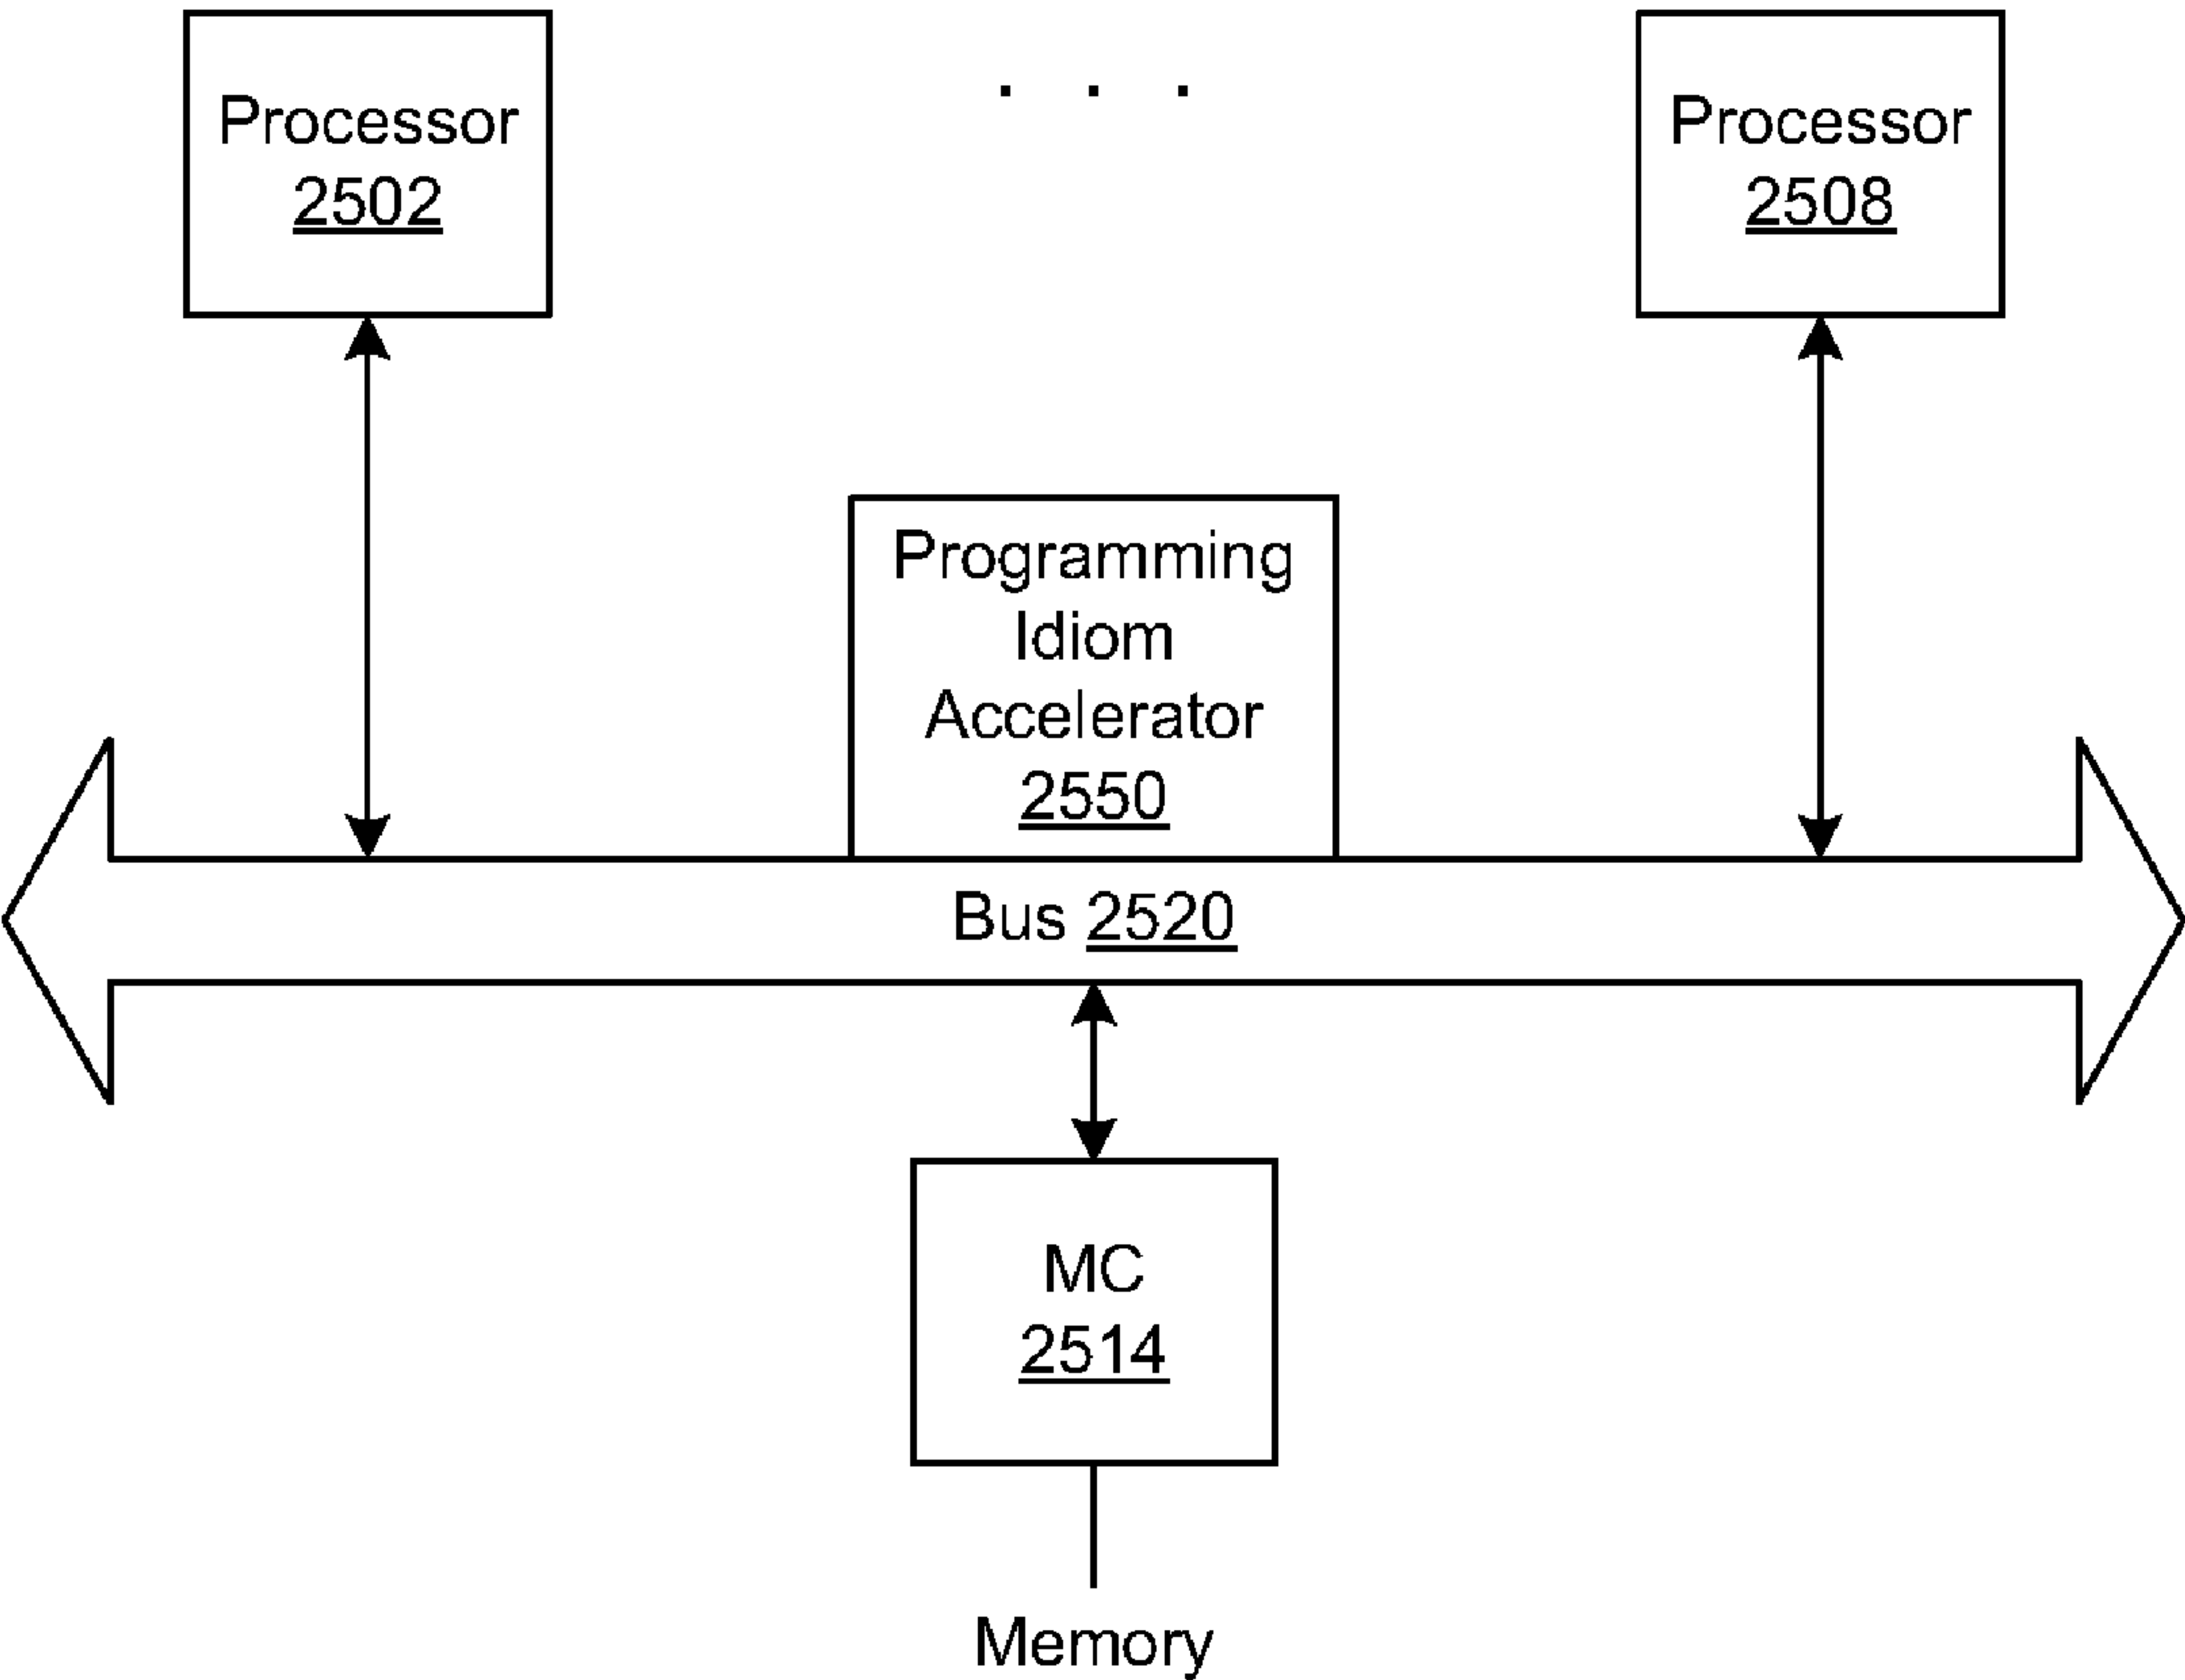 Processor
2502
. . .
Processor
2508
Programming
Idiom
Accelerator
2550
Bus 2520
MC
2514
Memory